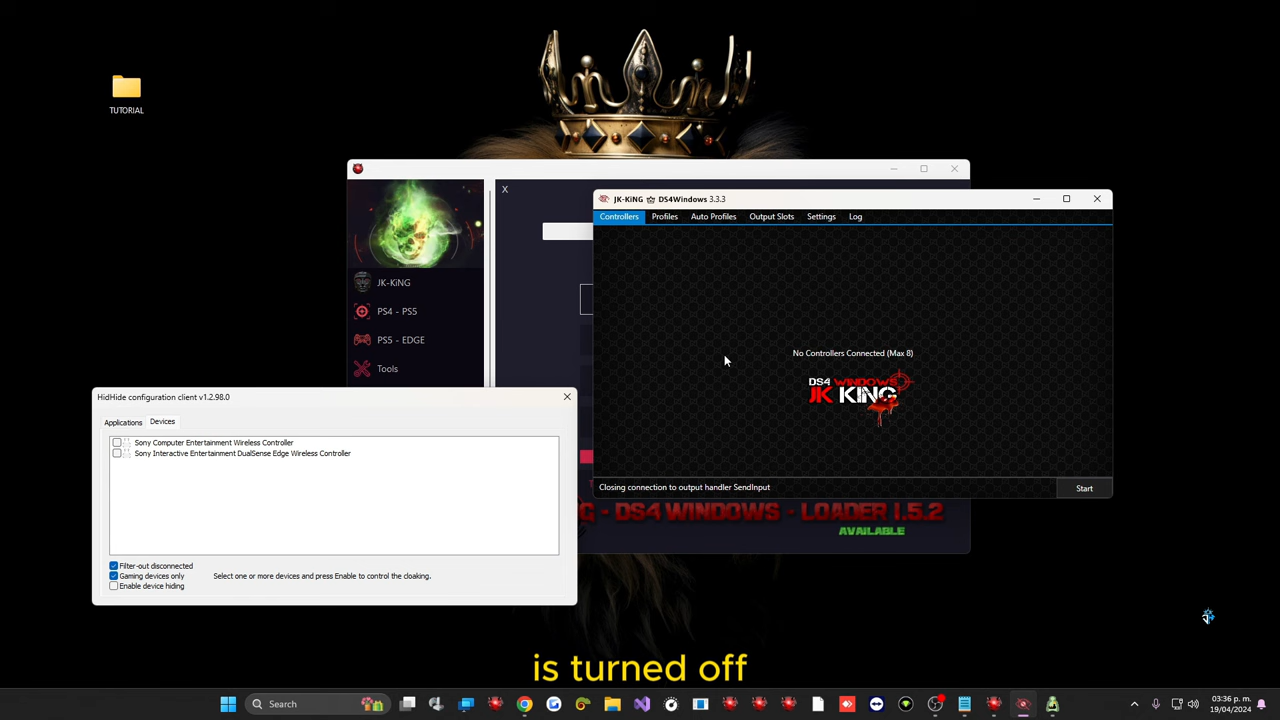 TUTORIAL
X
JK-KiNG
PS4 - PS5
PS5 - EDGE
Tools
JK-KiNG DS4Windows 3.3.3
Controllers Profiles Auto Profiles Output Slots Settings Log
No Controllers Connected (Max 8)
DS4 WINDOWS
JK KING
Closing connection to output handler SendInput
Start
G - DS4 WINDOWS - LOADER 1.5.2
AVAILABLE
HidHide configuration client v1.2.98.0
Applications Devices
Sony Computer Entertainment Wireless Controller
Sony Interactive Entertainment DualSense Edge Wireless Controller
Filter-out disconnected
Gaming devices only
Select one or more devices and press Enable to control the cloaking.
Enable device hiding
is turned off
Search
03:36 p. m.
19/04/2024